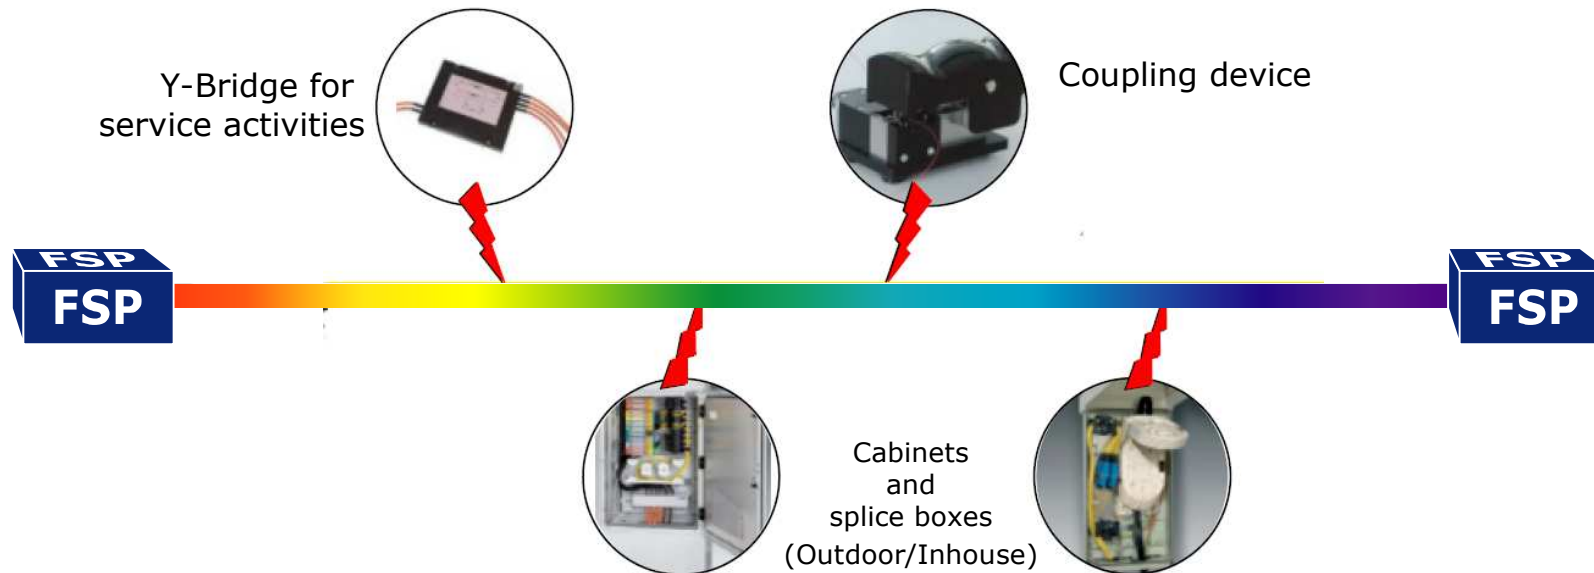 Y-Bridge for
service activities
Coupling device
FSP
FSP
FSP
FSP
Cabinets
and
splice boxes
(Outdoor/Inhouse)